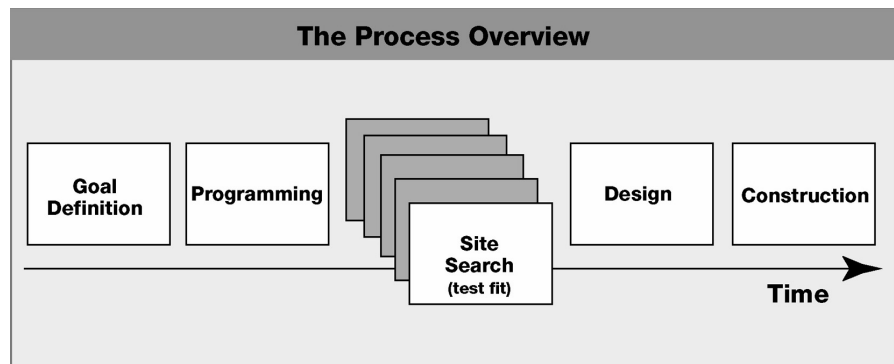 The Process Overview
Goal
Definition
Programming
Site
Search
(test fit)
Design
Construction
Time